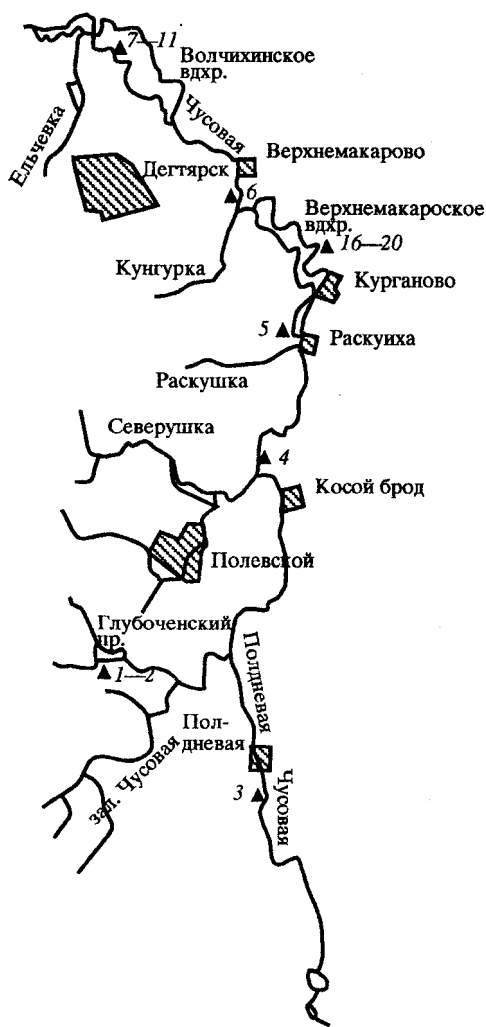 7—11
Волчихинское
вдхр.
Чусовая
Ельчевка
Дегтярск
Верхнемакарово
6
Верхнемакароское
вдхр.
16—20
Кунгурка
Курганово
5
Раскуиха
Раскушка
Северушка
4
Косой брод
Полевской
Глубоченский
пр.
1—2
Полдневая
Пол-
дневая
зап. Чусовая
3
Чусовая